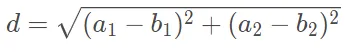 d = √((a₁ − b₁)² + (a₂ − b₂)²)